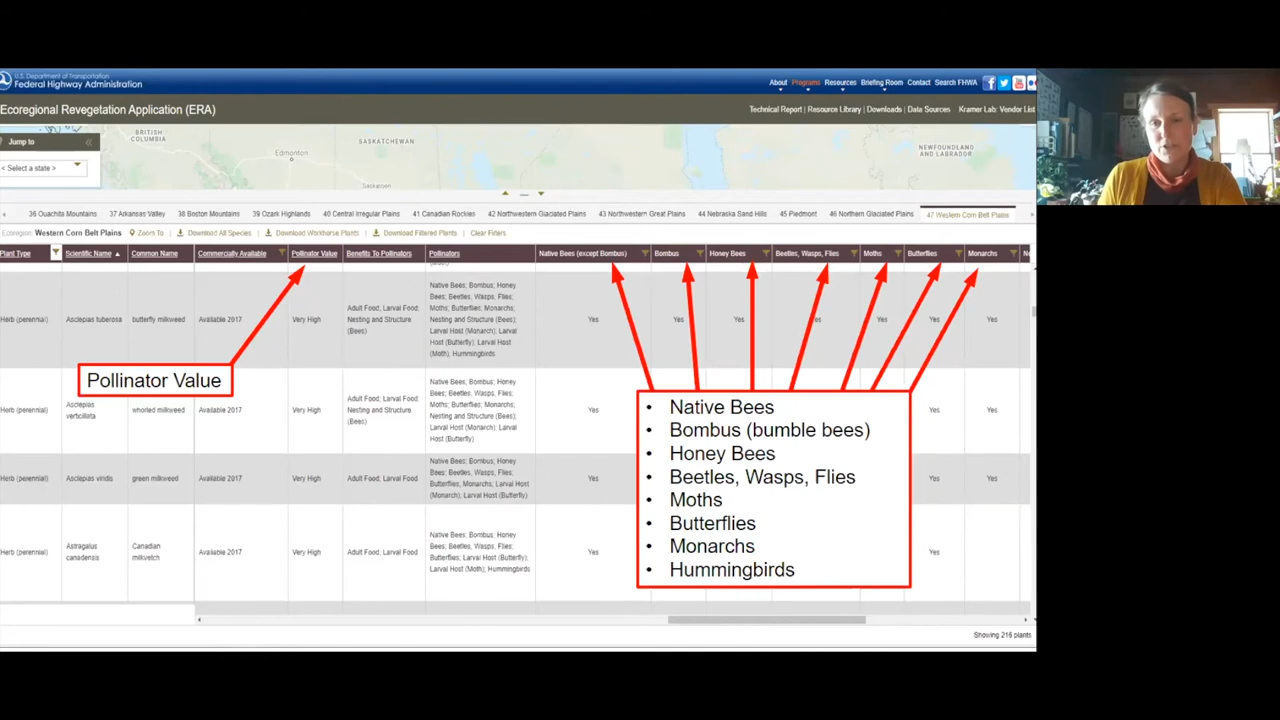 U.S. Department of Transportation
Federal Highway Administration
About Programs Resources Briefing Room Contact Search FHWA
Ecoregional Revegetation Application (ERA)
Technical Report | Resource Library | Downloads | Data Sources Kramer Lab: Vendor List
BRITISH COLUMBIA
Edmonton
SASKATCHEWAN
Saskatoon
NEWFOUNDLAND AND LABRADOR
Jump to
< Select a state >
36 Ouachita Mountains 37 Arkansas Valley 38 Boston Mountains 39 Ozark Highlands 40 Central Irregular Plains 41 Canadian Rockies 42 Northwestern Glaciated Plains 43 Northwestern Great Plains 44 Nebraska Sand Hills 45 Piedmont 46 Northern Glaciated Plains 47 Western Corn Belt Plains
Ecoregion: Western Corn Belt Plains Zoom To Download All Species Download Workhorse Plants Download Filtered Plants Clear Filters
Plant Type Scientific Name Common Name Commercially Available Pollinator Value Benefits To Pollinators Pollinators Native Bees (except Bombus) Bombus Honey Bees Beetles, Wasps, Flies Moths Butterflies Monarchs
Herb (perennial) Asclepias tuberosa butterfly milkweed Available 2017 Very High
Adult Food; Larval Food;
Nesting and Structure
(Bees)
Native Bees; Bombus; Honey
Bees; Beetles, Wasps, Flies;
Moths; Butterflies; Monarchs;
Nesting and Structure (Bees);
Larval Host (Monarch); Larval
Host (Butterfly); Larval Host
(Moth); Hummingbirds
Yes Yes Yes Yes Yes Yes Yes
Pollinator Value
Herb (perennial)
Asclepias
verticillata
whorled milkweed Available 2017 Very High
Adult Food; Larval Food;
Nesting and Structure
(Bees)
Native Bees; Bombus; Honey
Bees; Beetles, Wasps, Flies;
Moths; Butterflies; Monarchs;
Nesting and Structure (Bees);
Larval Host (Monarch); Larval
Host (Butterfly)
Yes Yes Yes
Herb (perennial) Asclepias viridis green milkweed Available 2017 Very High Adult Food; Larval Food
Native Bees; Bombus; Honey
Bees; Beetles, Wasps, Flies;
Butterflies; Monarchs; Larval Host
(Monarch); Larval Host (Butterfly)
Yes Yes Yes
Herb (perennial)
Astragalus
canadensis
Canadian
milkvetch
Available 2017 Very High Adult Food; Larval Food
Native Bees; Bombus; Honey
Bees; Beetles, Wasps, Flies;
Butterflies; Larval Host (Butterfly);
Larval Host (Moth); Hummingbirds
Yes Yes
• Native Bees
• Bombus (bumble bees)
• Honey Bees
• Beetles, Wasps, Flies
• Moths
• Butterflies
• Monarchs
• Hummingbirds
Showing 216 plants